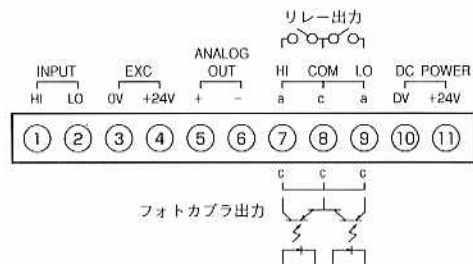 リレー出力
INPUT EXC ANALOG OUT HI COM LO DC POWER
HI LO 0V +24V + − a c a DV +24V
1 2 3 4 5 6 7 8 9 10 11
c c c
フォトカプラ出力